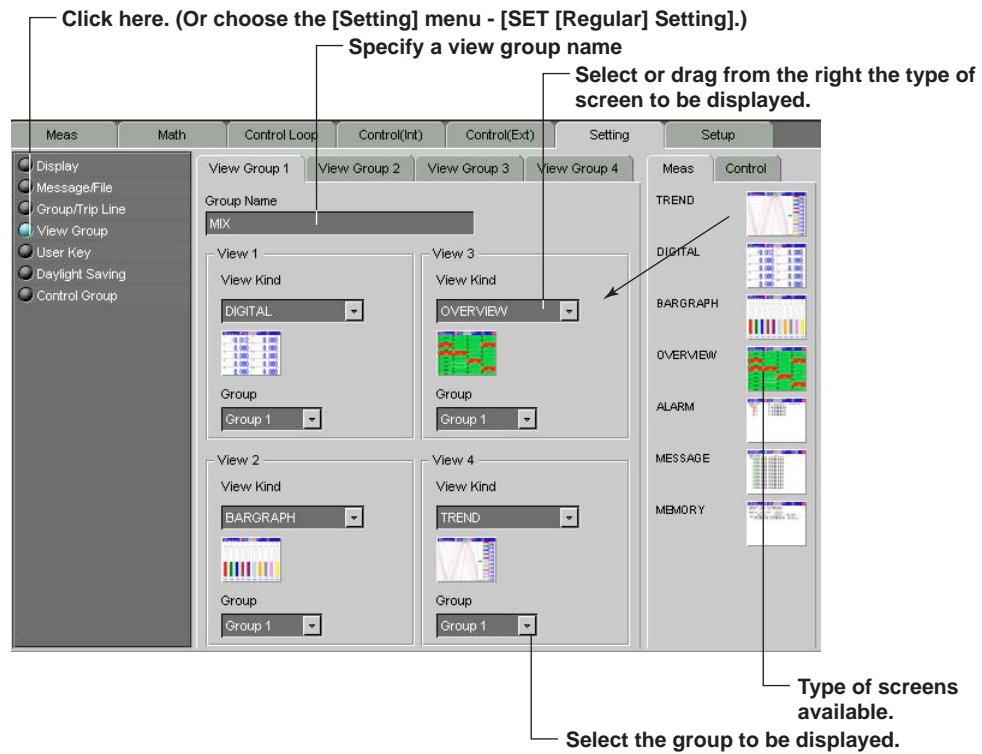 Click here. (Or choose the [Setting] menu - [SET [Regular] Setting].)
Specify a view group name
Select or drag from the right the type of
screen to be displayed.
Meas Math Control Loop Control(Int) Control(Ext) Setting Setup
Display
Message/File
Group/Trip Line
View Group
User Key
Daylight Saving
Control Group
View Group 1 View Group 2 View Group 3 View Group 4
Group Name
MIX
View 1
View Kind
DIGITAL
Group
Group 1
View 3
View Kind
OVERVIEW
Group
Group 1
View 2
View Kind
BARGRAPH
Group
Group 1
View 4
View Kind
TREND
Group
Group 1
Meas Control
TREND
DIGITAL
BARGRAPH
OVERVIEW
ALARM
MESSAGE
MEMORY
Type of screens
available.
Select the group to be displayed.